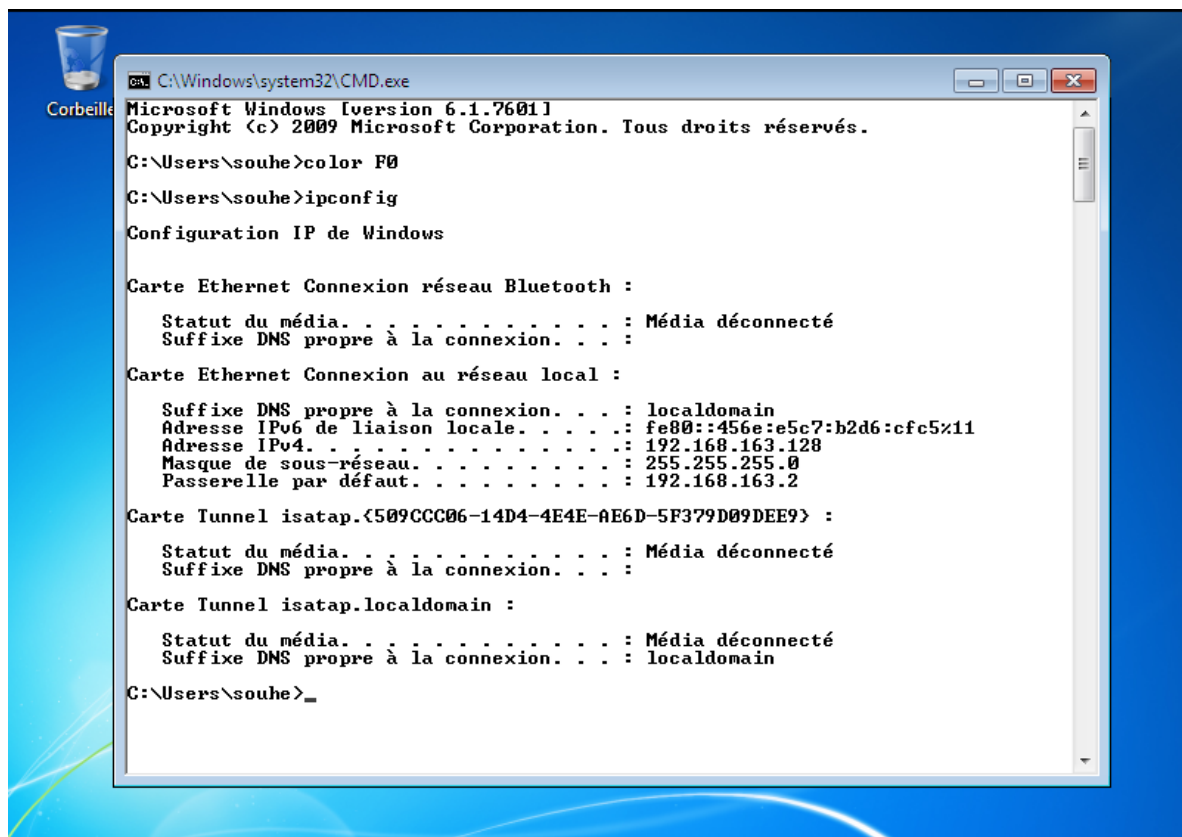 Corbeille
C:\Windows\system32\CMD.exe
Microsoft Windows [version 6.1.7601]
Copyright (c) 2009 Microsoft Corporation. Tous droits réservés.
C:\Users\souhe>color F0
C:\Users\souhe>ipconfig
Configuration IP de Windows
Carte Ethernet Connexion réseau Bluetooth :
Statut du média. . . . . . . . . . . . : Média déconnecté
Suffixe DNS propre à la connexion. . . :
Carte Ethernet Connexion au réseau local :
Suffixe DNS propre à la connexion. . . : localdomain
Adresse IPv6 de liaison locale. . . . .: fe80::456e:e5c7:b2d6:cfc5%11
Adresse IPv4. . . . . . . . . . . . . .: 192.168.163.128
Masque de sous-réseau. . . . . . . . . : 255.255.255.0
Passerelle par défaut. . . . . . . . . : 192.168.163.2
Carte Tunnel isatap.{509CCC06-14D4-4E4E-AE6D-5F379D09DEE9} :
Statut du média. . . . . . . . . . . . : Média déconnecté
Suffixe DNS propre à la connexion. . . :
Carte Tunnel isatap.localdomain :
Statut du média. . . . . . . . . . . . : Média déconnecté
Suffixe DNS propre à la connexion. . . : localdomain
C:\Users\souhe>_